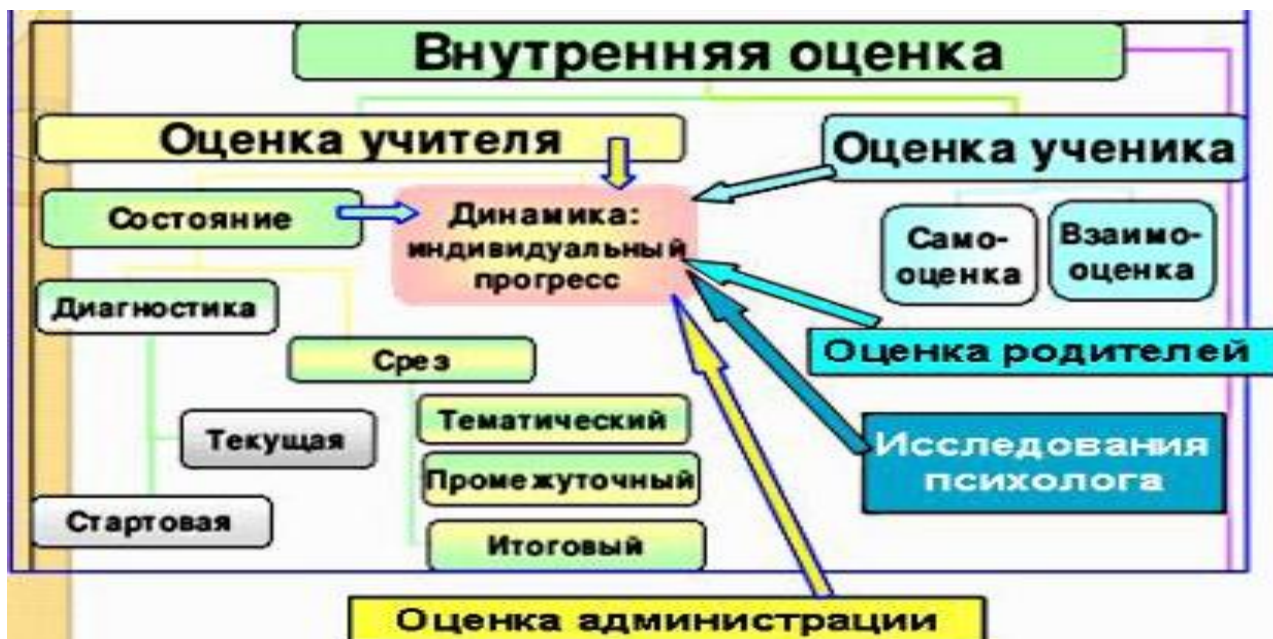 Внутренняя оценка
Оценка учителя
Оценка ученика
Состояние
Динамика:
индивидуальный
прогресс
Само-
оценка
Взаимо-
оценка
Диагностика
Срез
Оценка родителей
Текущая
Тематический
Промежуточный
Исследования
психолога
Стартовая
Итоговый
Оценка администрации